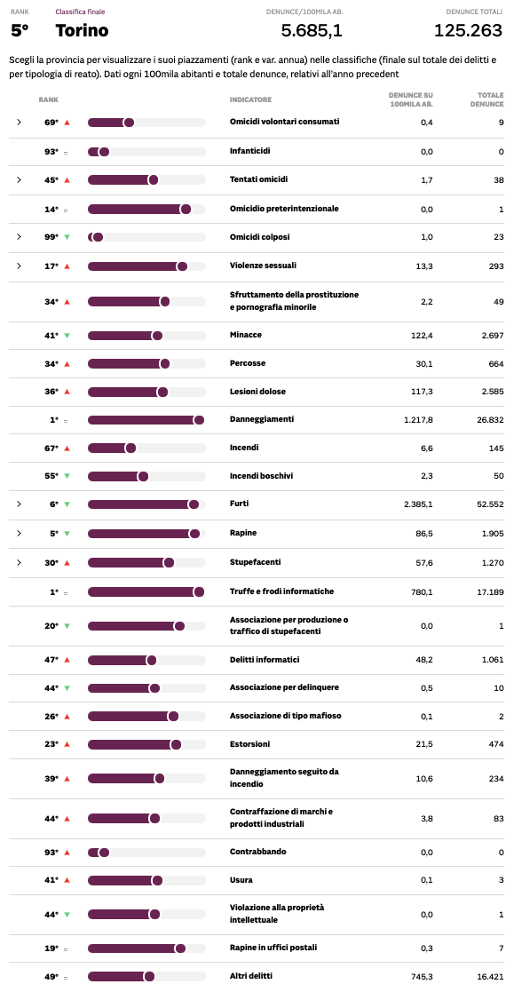 RANK Classifica finale DENUNCE/100MILA AB. DENUNCE TOTALI
5° Torino 5.685,1 125.263
Scegli la provincia per visualizzare i suoi piazzamenti (rank e var. annua) nelle classifiche (finale sul totale dei delitti e
per tipologia di reato). Dati ogni 100mila abitanti e totale denunce, relativi all'anno precedent
RANK INDICATORE DENUNCE SU 100MILA AB. TOTALE DENUNCE
69° Omicidi volontari consumati 0,4 9
93° = Infanticidi 0,0 0
45° Tentati omicidi 1,7 38
14° = Omicidio preterintenzionale 0,0 1
99° Omicidi colposi 1,0 23
17° Violenze sessuali 13,3 293
34° Sfruttamento della prostituzione
e pornografia minorile 2,2 49
41° Minacce 122,4 2.697
34° Percosse 30,1 664
36° Lesioni dolose 117,3 2.585
1° = Danneggiamenti 1.217,8 26.832
67° Incendi 6,6 145
55° Incendi boschivi 2,3 50
6° Furti 2.385,1 52.552
5° Rapine 86,5 1.905
30° Stupefacenti 57,6 1.270
1° = Truffe e frodi informatiche 780,1 17.189
20° Associazione per produzione o
traffico di stupefacenti 0,0 1
47° Delitti informatici 48,2 1.061
44° Associazione per delinquere 0,5 10
26° Associazione di tipo mafioso 0,1 2
23° Estorsioni 21,5 474
39° Danneggiamento seguito da
incendio 10,6 234
44° Contraffazione di marchi e
prodotti industriali 3,8 83
93° Contrabbando 0,0 0
41° Usura 0,1 3
44° Violazione alla proprietà
intellettuale 0,0 1
19° = Rapine in uffici postali 0,3 7
49° = Altri delitti 745,3 16.421